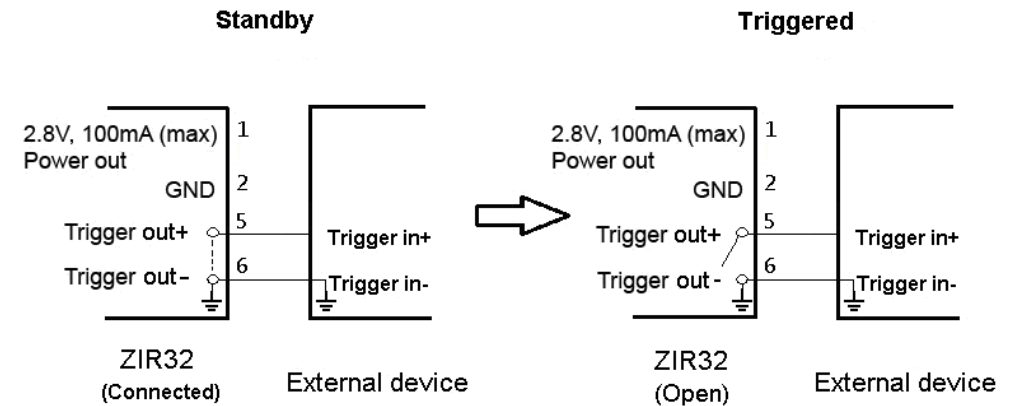 Standby
2.8V, 100mA (max)
Power out
1
GND
2
Trigger out+
5
Trigger out-
6
Trigger in+
Trigger in-
ZIR32
(Connected)
External device
Triggered
2.8V, 100mA (max)
Power out
1
GND
2
Trigger out+
5
Trigger out-
6
Trigger in+
Trigger in-
ZIR32
(Open)
External device